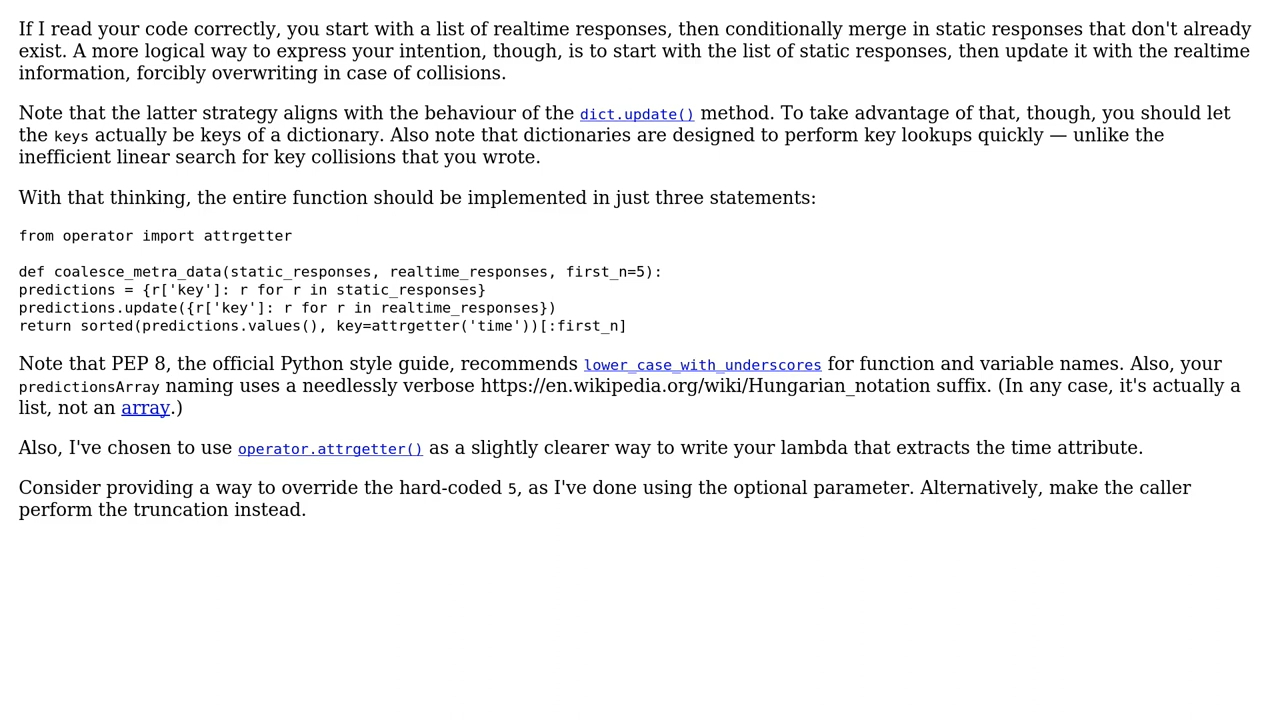 If I read your code correctly, you start with a list of realtime responses, then conditionally merge in static responses that don't already
exist. A more logical way to express your intention, though, is to start with the list of static responses, then update it with the realtime
information, forcibly overwriting in case of collisions.
Note that the latter strategy aligns with the behaviour of the dict.update() method. To take advantage of that, though, you should let
the keys actually be keys of a dictionary. Also note that dictionaries are designed to perform key lookups quickly — unlike the
inefficient linear search for key collisions that you wrote.
With that thinking, the entire function should be implemented in just three statements:
from operator import attrgetter
def coalesce_metra_data(static_responses, realtime_responses, first_n=5):
predictions = {r['key']: r for r in static_responses}
predictions.update({r['key']: r for r in realtime_responses})
return sorted(predictions.values(), key=attrgetter('time'))[:first_n]
Note that PEP 8, the official Python style guide, recommends lower_case_with_underscores for function and variable names. Also, your
predictionsArray naming uses a needlessly verbose https://en.wikipedia.org/wiki/Hungarian_notation suffix. (In any case, it's actually a
list, not an array.)
Also, I've chosen to use operator.attrgetter() as a slightly clearer way to write your lambda that extracts the time attribute.
Consider providing a way to override the hard-coded 5, as I've done using the optional parameter. Alternatively, make the caller
perform the truncation instead.